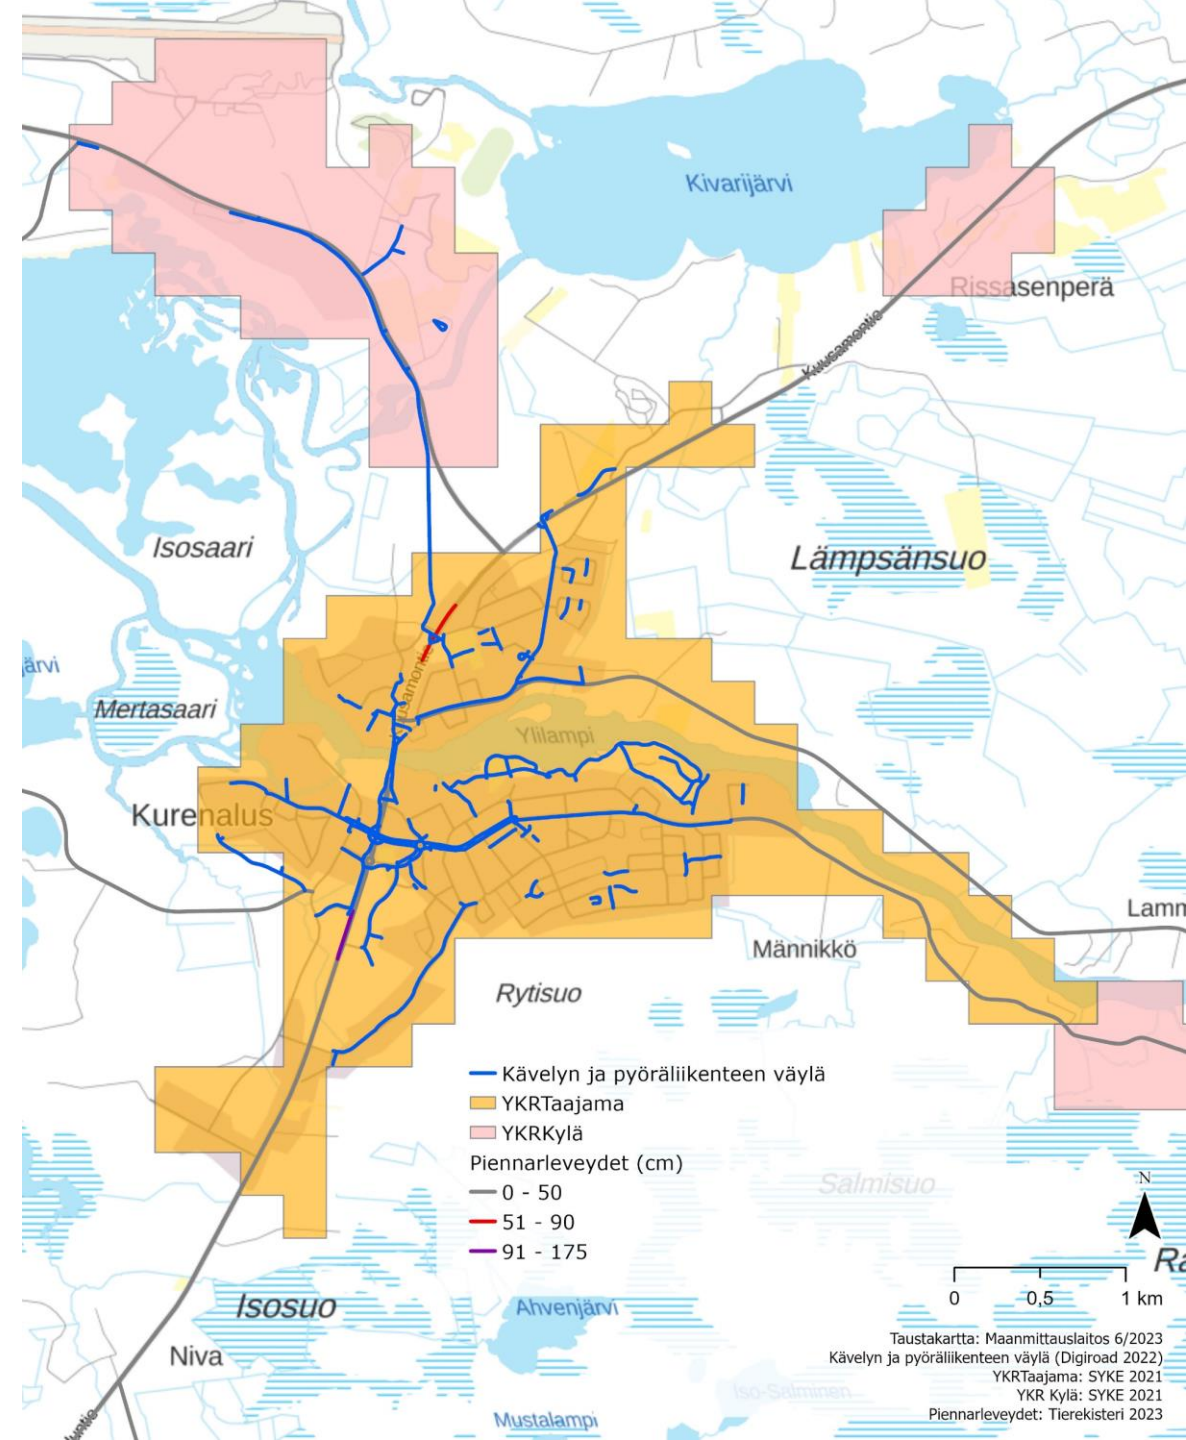 Kivarijärvi
Rissasenperä
Kuusamontie
Isosaari
Lämpsänsuo
ärvi
Mertasaari
Kuusamontie
Ylilampi
Kurenalus
Lamm
Männikkö
Rytisuo
Kävelyn ja pyöräliikenteen väylä
YKRTaajama
YKRKylä
Piennarleveydet (cm)
0 - 50
51 - 90
91 - 175
Salmisuo
N
Ra
0 0,5 1 km
Isosuo
Ahvenjärvi
Niva
Taustakartta: Maanmittauslaitos 6/2023
Kävelyn ja pyöräliikenteen väylä (Digiroad 2022)
YKRTaajama: SYKE 2021
YKR Kylä: SYKE 2021
Piennarleveydet: Tierekisteri 2023
Iso-Salminen
Mustalampi